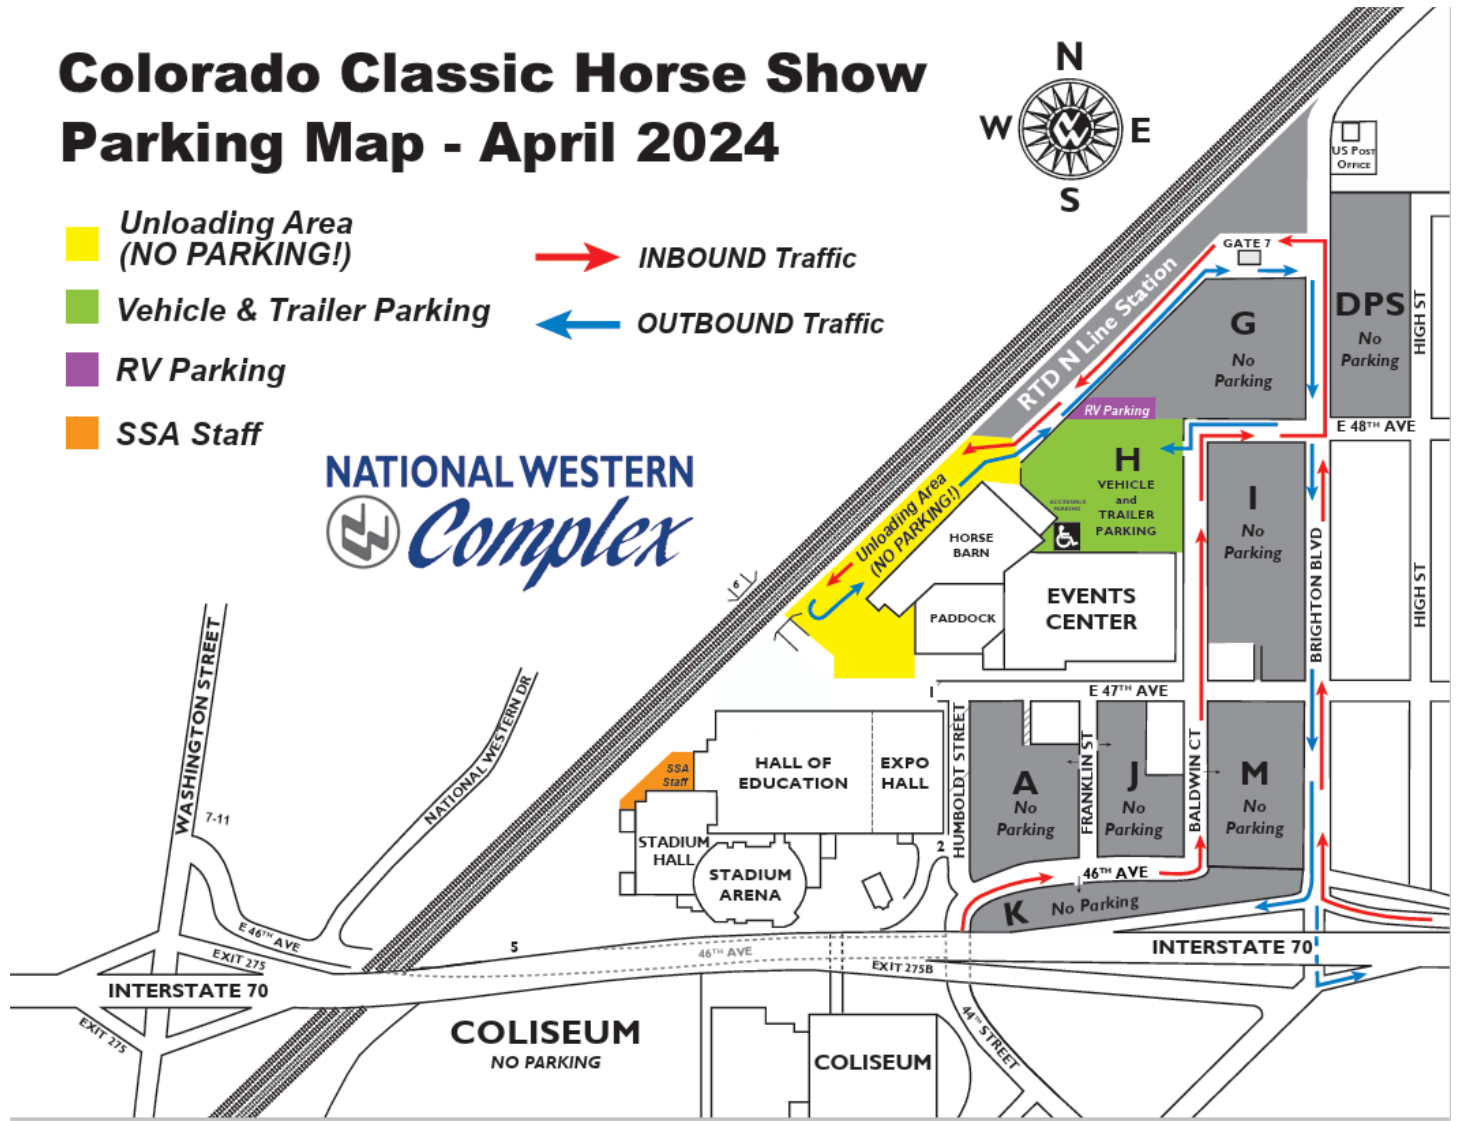 Colorado Classic Horse Show
Parking Map - April 2024
N
W
E
S
Unloading Area
(NO PARKING!)
Vehicle & Trailer Parking
RV Parking
SSA Staff
INBOUND Traffic
OUTBOUND Traffic
NATIONAL WESTERN
Complex
US POST
OFFICE
GATE 7
RTD N Line Station
G
No
Parking
DPS
No
Parking
HIGH ST
RV Parking
E 48TH AVE
H
VEHICLE
and
TRAILER
PARKING
ACCESSIBLE
PARKING
I
No
Parking
Unloading Area
(NO PARKING!)
HORSE
BARN
PADDOCK
EVENTS
CENTER
BRIGHTON BLVD
HIGH ST
6
1
E 47TH AVE
WASHINGTON STREET
NATIONAL WESTERN DR
7-11
SSA
Staff
HALL OF
EDUCATION
EXPO
HALL
HUMBOLDT STREET
A
No
Parking
FRANKLIN ST
J
No
Parking
BALDWIN CT
M
No
Parking
STADIUM
HALL
STADIUM
ARENA
2
46TH AVE
K
No Parking
E 46TH AVE
EXIT 275
5
46TH AVE
EXIT 275B
INTERSTATE 70
INTERSTATE 70
EXIT 275
COLISEUM
NO PARKING
COLISEUM
44TH STREET